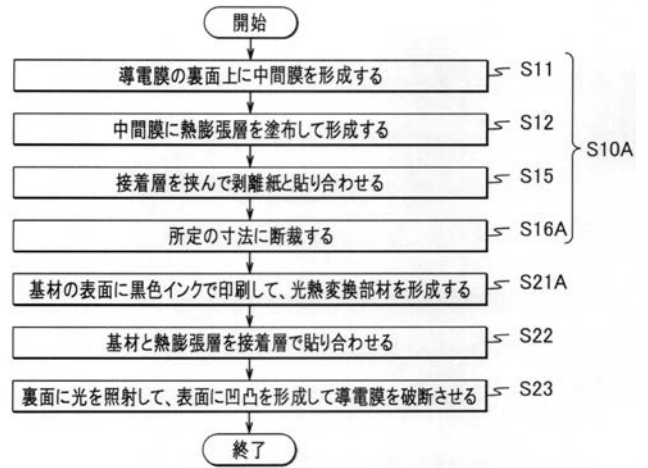 開始
導電膜の裏面上に中間膜を形成する S11
中間膜に熱膨張層を塗布して形成する S12
接着層を挟んで剥離紙と貼り合わせる S15
所定の寸法に断裁する S16A
S10A
基材の表面に黒色インクで印刷して、光熱変換部材を形成する S21A
基材と熱膨張層を接着層で貼り合わせる S22
裏面に光を照射して、表面に凹凸を形成して導電膜を破断させる S23
終了